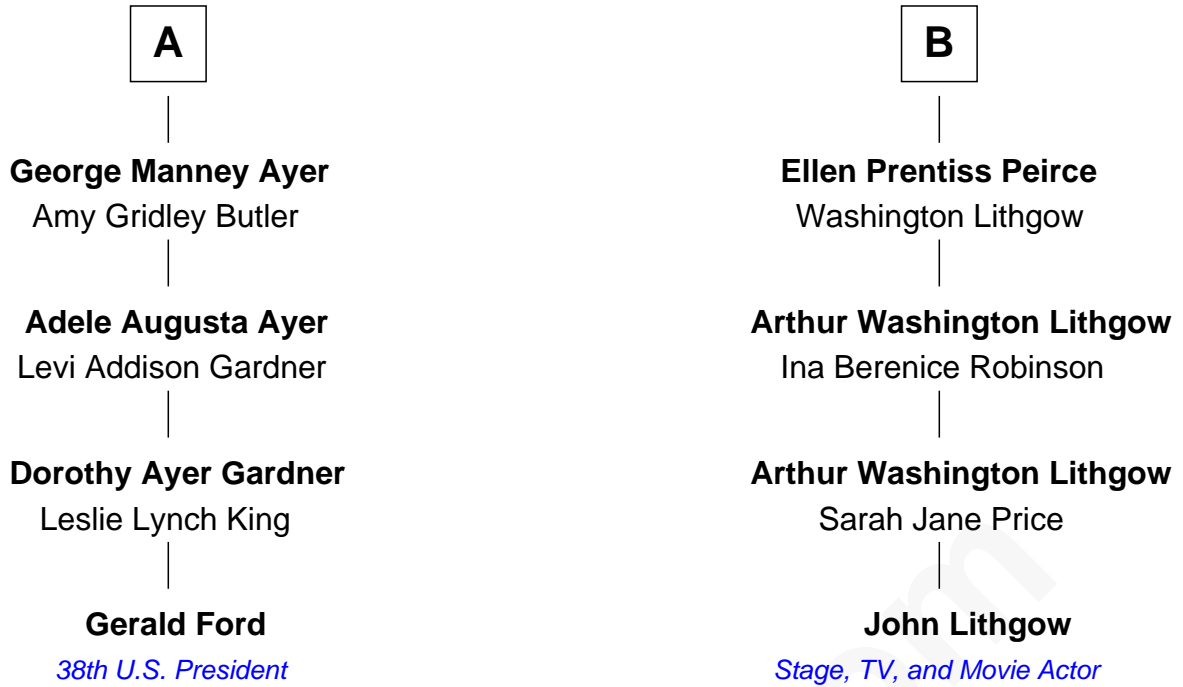 A
George Manney Ayer
Amy Gridley Butler
Adele Augusta Ayer
Levi Addison Gardner
Dorothy Ayer Gardner
Leslie Lynch King
Gerald Ford
38th U.S. President
B
Ellen Prentiss Peirce
Washington Lithgow
Arthur Washington Lithgow
Ina Berenice Robinson
Arthur Washington Lithgow
Sarah Jane Price
John Lithgow
Stage, TV, and Movie Actor